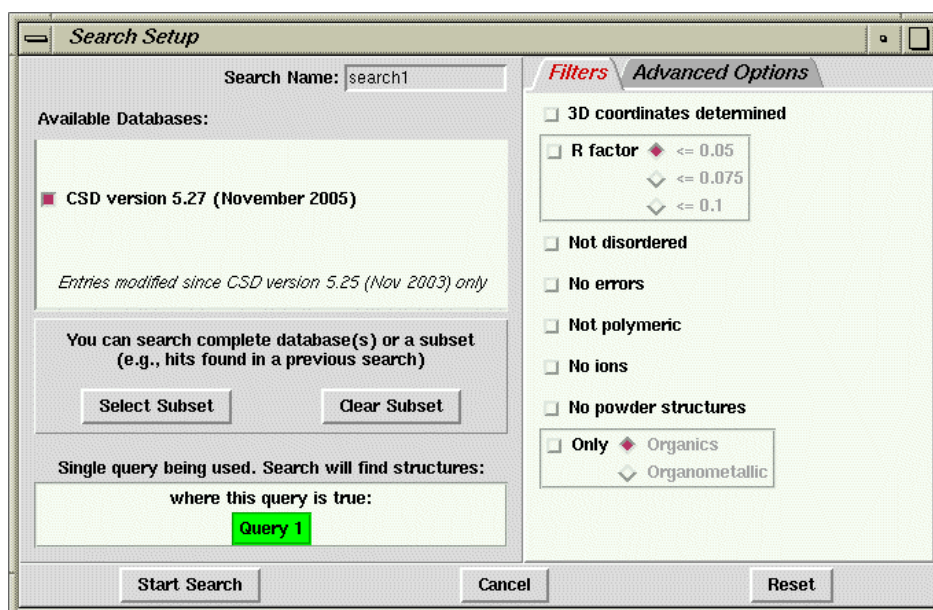 Search Setup
Search Name: search1
Available Databases:
CSD version 5.27 (November 2005)
Entries modified since CSD version 5.25 (Nov 2003) only
You can search complete database(s) or a subset
(e.g., hits found in a previous search)
Select Subset
Clear Subset
Single query being used. Search will find structures:
where this query is true:
Query 1
Filters
Advanced Options
3D coordinates determined
R factor <= 0.05
<= 0.075
<= 0.1
Not disordered
No errors
Not polymeric
No ions
No powder structures
Only Organics
Organometallic
Start Search
Cancel
Reset